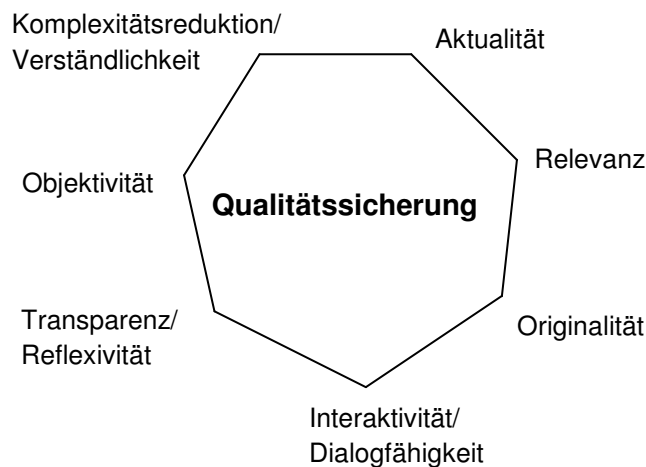 Komplexitätsreduktion/
Verständlichkeit
Aktualität
Relevanz
Objektivität
Qualitätssicherung
Originalität
Transparenz/
Reflexivität
Interaktivität/
Dialogfähigkeit